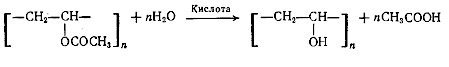 Кислота
[—CH₂—CH—]ₙ + nH₂O ⟶ [—CH₂—CH—]ₙ + nCH₃COOH
OCOCH₃ OH